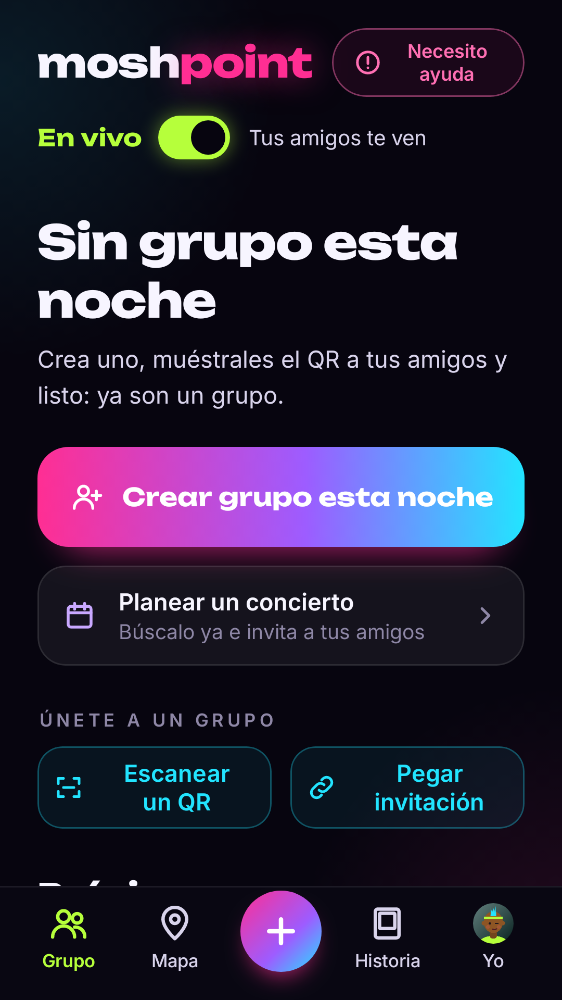 moshpoint
Necesito
ayuda
En vivo
Tus amigos te ven
Sin grupo esta
noche
Crea uno, muéstrales el QR a tus amigos y
listo: ya son un grupo.
Crear grupo esta noche
Planear un concierto
Búscalo ya e invita a tus amigos
ÚNETE A UN GRUPO
Escanear
un QR
Pegar
invitación
Grupo
Mapa
Historia
Yo